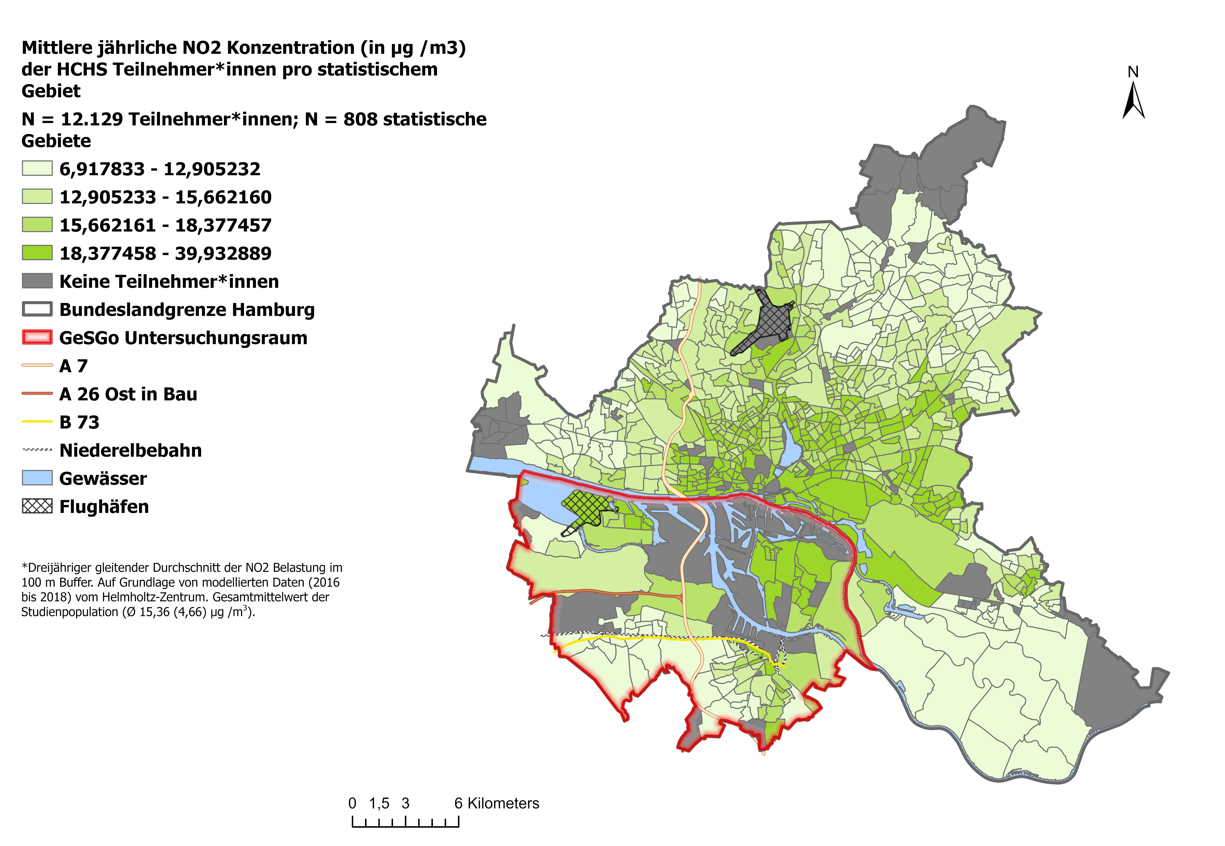 Mittlere jährliche NO2 Konzentration (in µg /m3)
der HCHS Teilnehmer*innen pro statistischem
Gebiet
N = 12.129 Teilnehmer*innen; N = 808 statistische
Gebiete
6,917833 - 12,905232
12,905233 - 15,662160
15,662161 - 18,377457
18,377458 - 39,932889
Keine Teilnehmer*innen
Bundeslandgrenze Hamburg
GeSGo Untersuchungsraum
A 7
A 26 Ost in Bau
B 73
Niederelbebahn
Gewässer
Flughäfen
*Dreijähriger gleitender Durchschnitt der NO2 Belastung im
100 m Buffer. Auf Grundlage von modellierten Daten (2016
bis 2018) vom Helmholtz-Zentrum. Gesamtmittelwert der
Studienpopulation (Ø 15,36 (4,66) µg /m³).
N
0 1,5 3 6 Kilometers